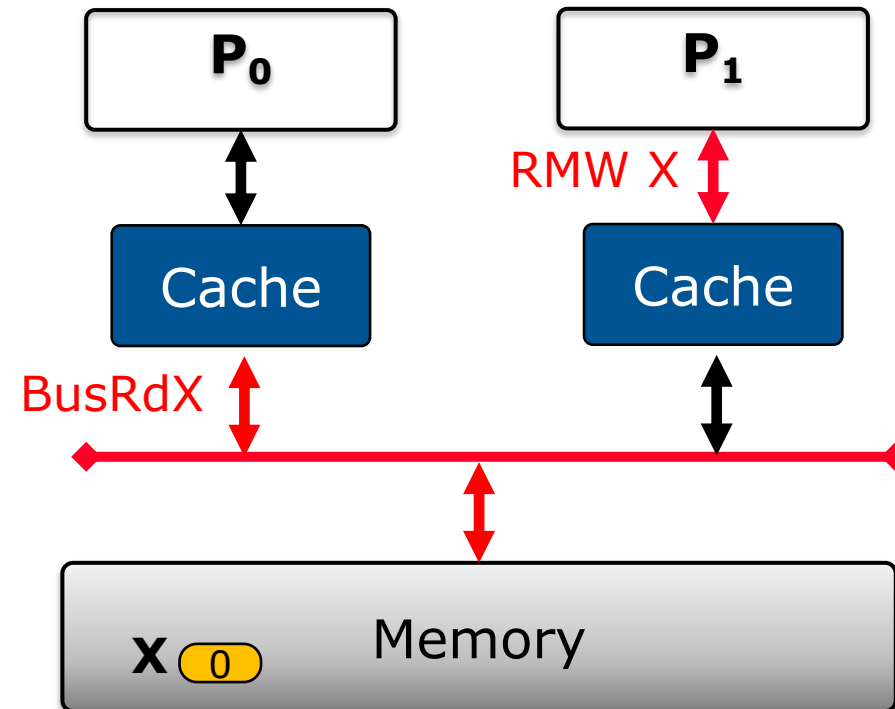 P₀
P₁
RMW X
Cache
Cache
BusRdX
X 0
Memory